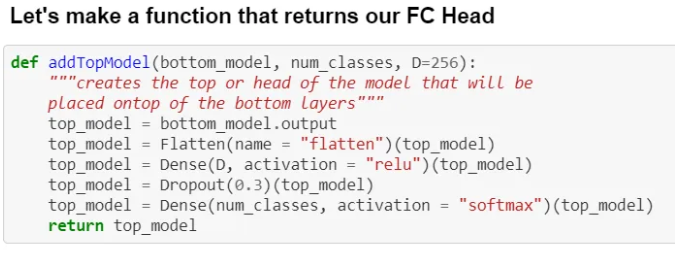 Let's make a function that returns our FC Head
def addTopModel(bottom_model, num_classes, D=256):
    """creates the top or head of the model that will be
    placed ontop of the bottom layers"""
    top_model = bottom_model.output
    top_model = Flatten(name = "flatten")(top_model)
    top_model = Dense(D, activation = "relu")(top_model)
    top_model = Dropout(0.3)(top_model)
    top_model = Dense(num_classes, activation = "softmax")(top_model)
    return top_model